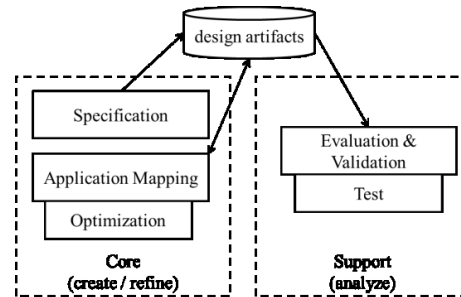 design artifacts
Specification
Application Mapping
Optimization
Core
(create / refine)
Evaluation &
Validation
Test
Support
(analyze)